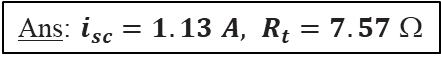 Ans: i_sc = 1.13 A, R_t = 7.57 Ω